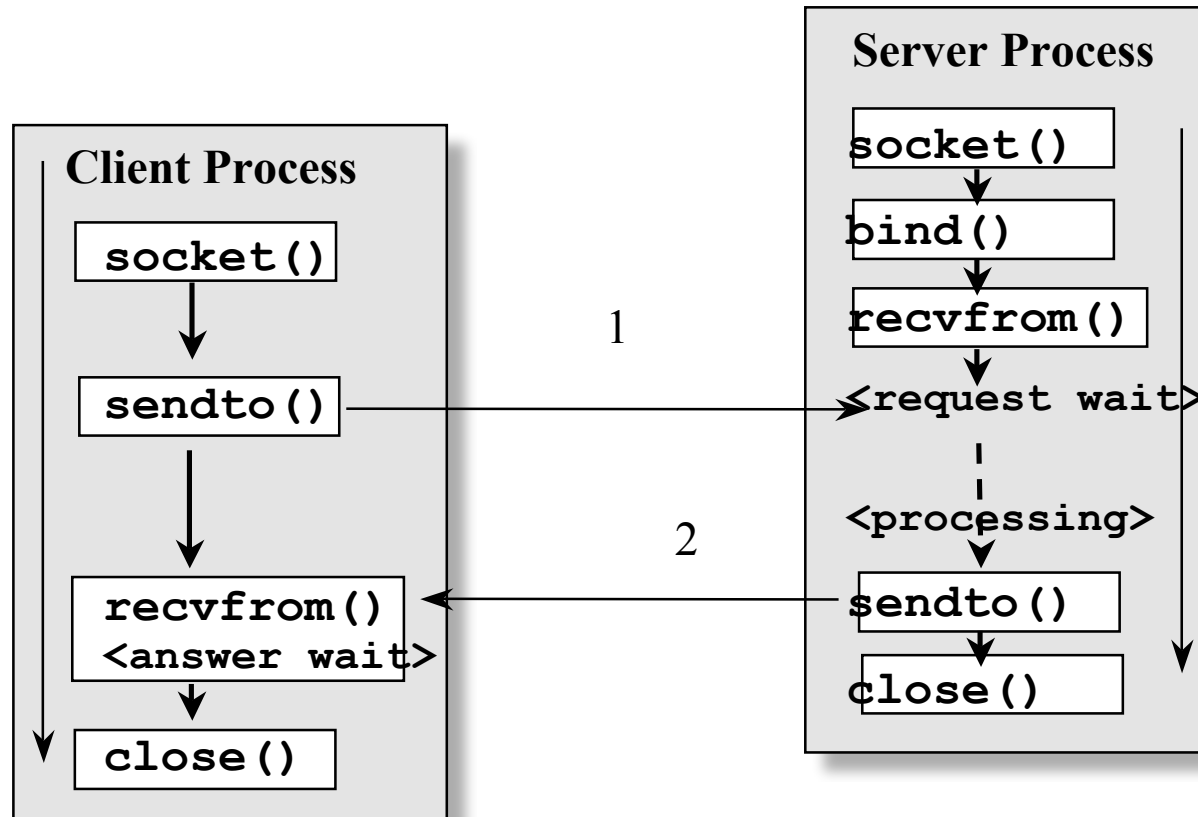 Client Process
socket()
sendto()
recvfrom()
<answer wait>
close()
1
2
Server Process
socket()
bind()
recvfrom()
<request wait>
<processing>
sendto()
close()